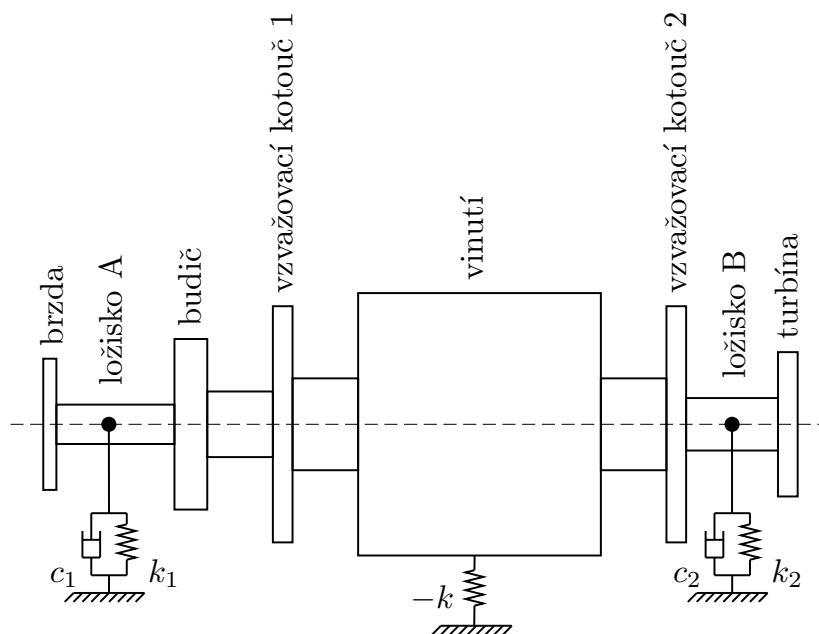 brzda
ložisko A
budič
vzvažovací kotouč 1
vinutí
vzvažovací kotouč 2
ložisko B
turbína
c₁
k₁
−k
c₂
k₂